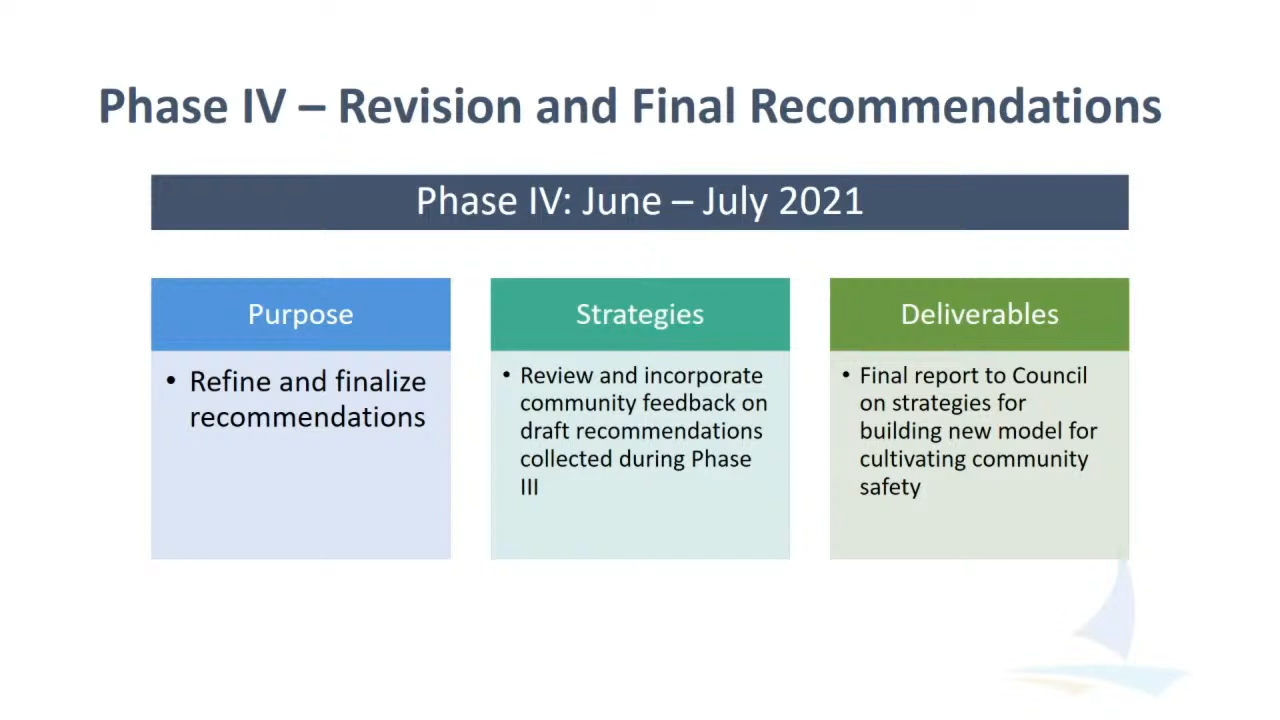 Phase IV – Revision and Final Recommendations
Phase IV: June – July 2021
Purpose
• Refine and finalize
recommendations
Strategies
• Review and incorporate
community feedback on
draft recommendations
collected during Phase
III
Deliverables
• Final report to Council
on strategies for
building new model for
cultivating community
safety